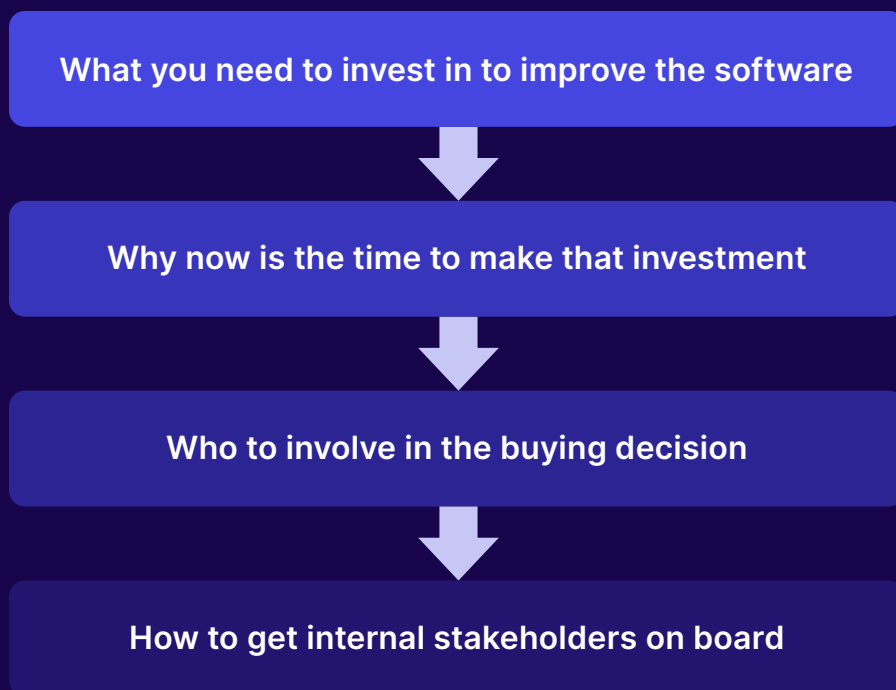 What you need to invest in to improve the software
Why now is the time to make that investment
Who to involve in the buying decision
How to get internal stakeholders on board